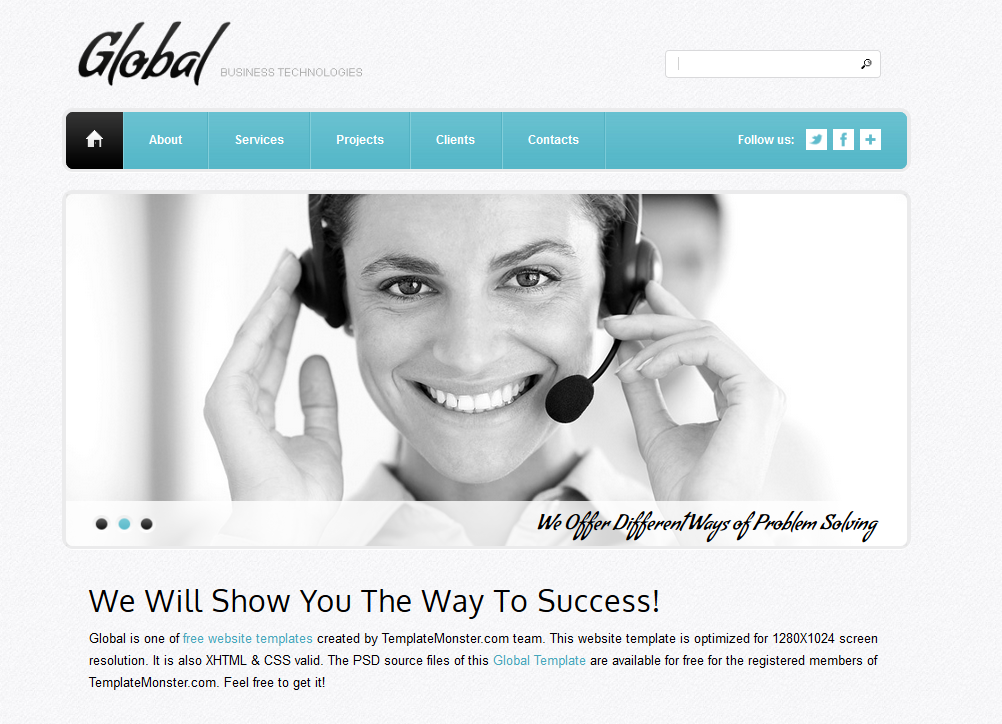 Global BUSINESS TECHNOLOGIES
About Services Projects Clients Contacts Follow us:
We Offer Different Ways of Problem Solving
We Will Show You The Way To Success!
Global is one of free website templates created by TemplateMonster.com team. This website template is optimized for 1280X1024 screen
resolution. It is also XHTML & CSS valid. The PSD source files of this Global Template are available for free for the registered members of
TemplateMonster.com. Feel free to get it!